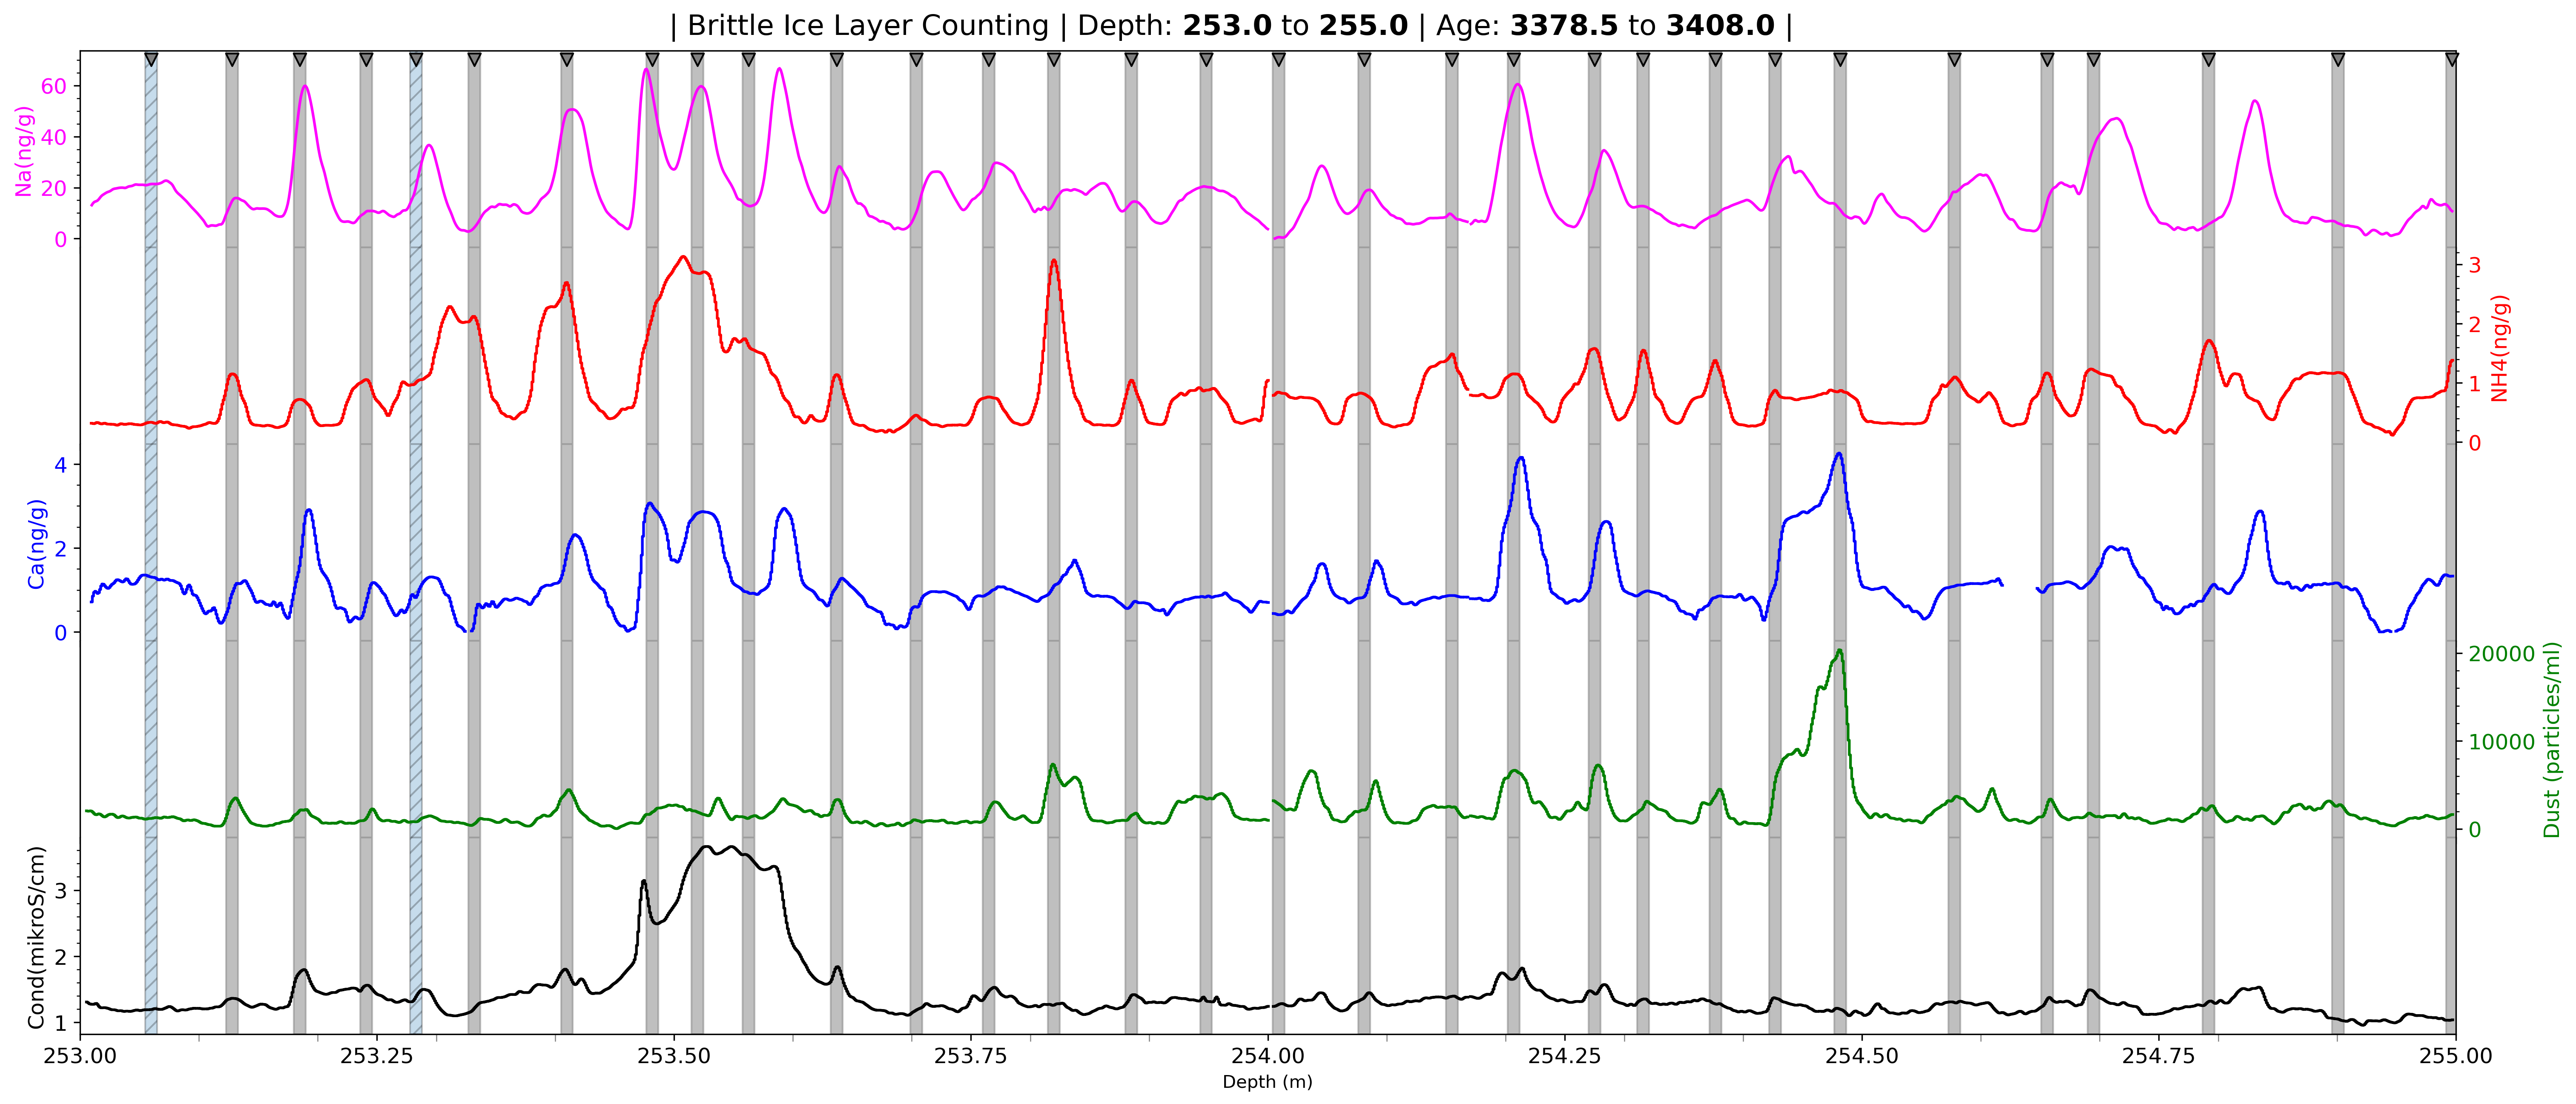 | Brittle Ice Layer Counting | Depth: 253.0 to 255.0 | Age: 3378.5 to 3408.0 |
Na(ng/g)
60
40
20
0
NH4(ng/g)
3
2
1
0
Ca(ng/g)
4
2
0
Dust (particles/ml)
20000
10000
0
Cond(mikroS/cm)
3
2
1
253.00 253.25 253.50 253.75 254.00 254.25 254.50 254.75 255.00
Depth (m)